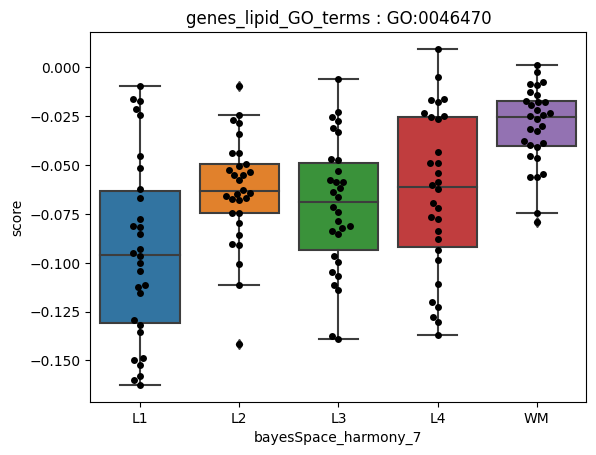 genes_lipid_GO_terms : GO:0046470
0.000
−0.025
−0.050
−0.075
−0.100
−0.125
−0.150
score
L1 L2 L3 L4 WM
bayesSpace_harmony_7